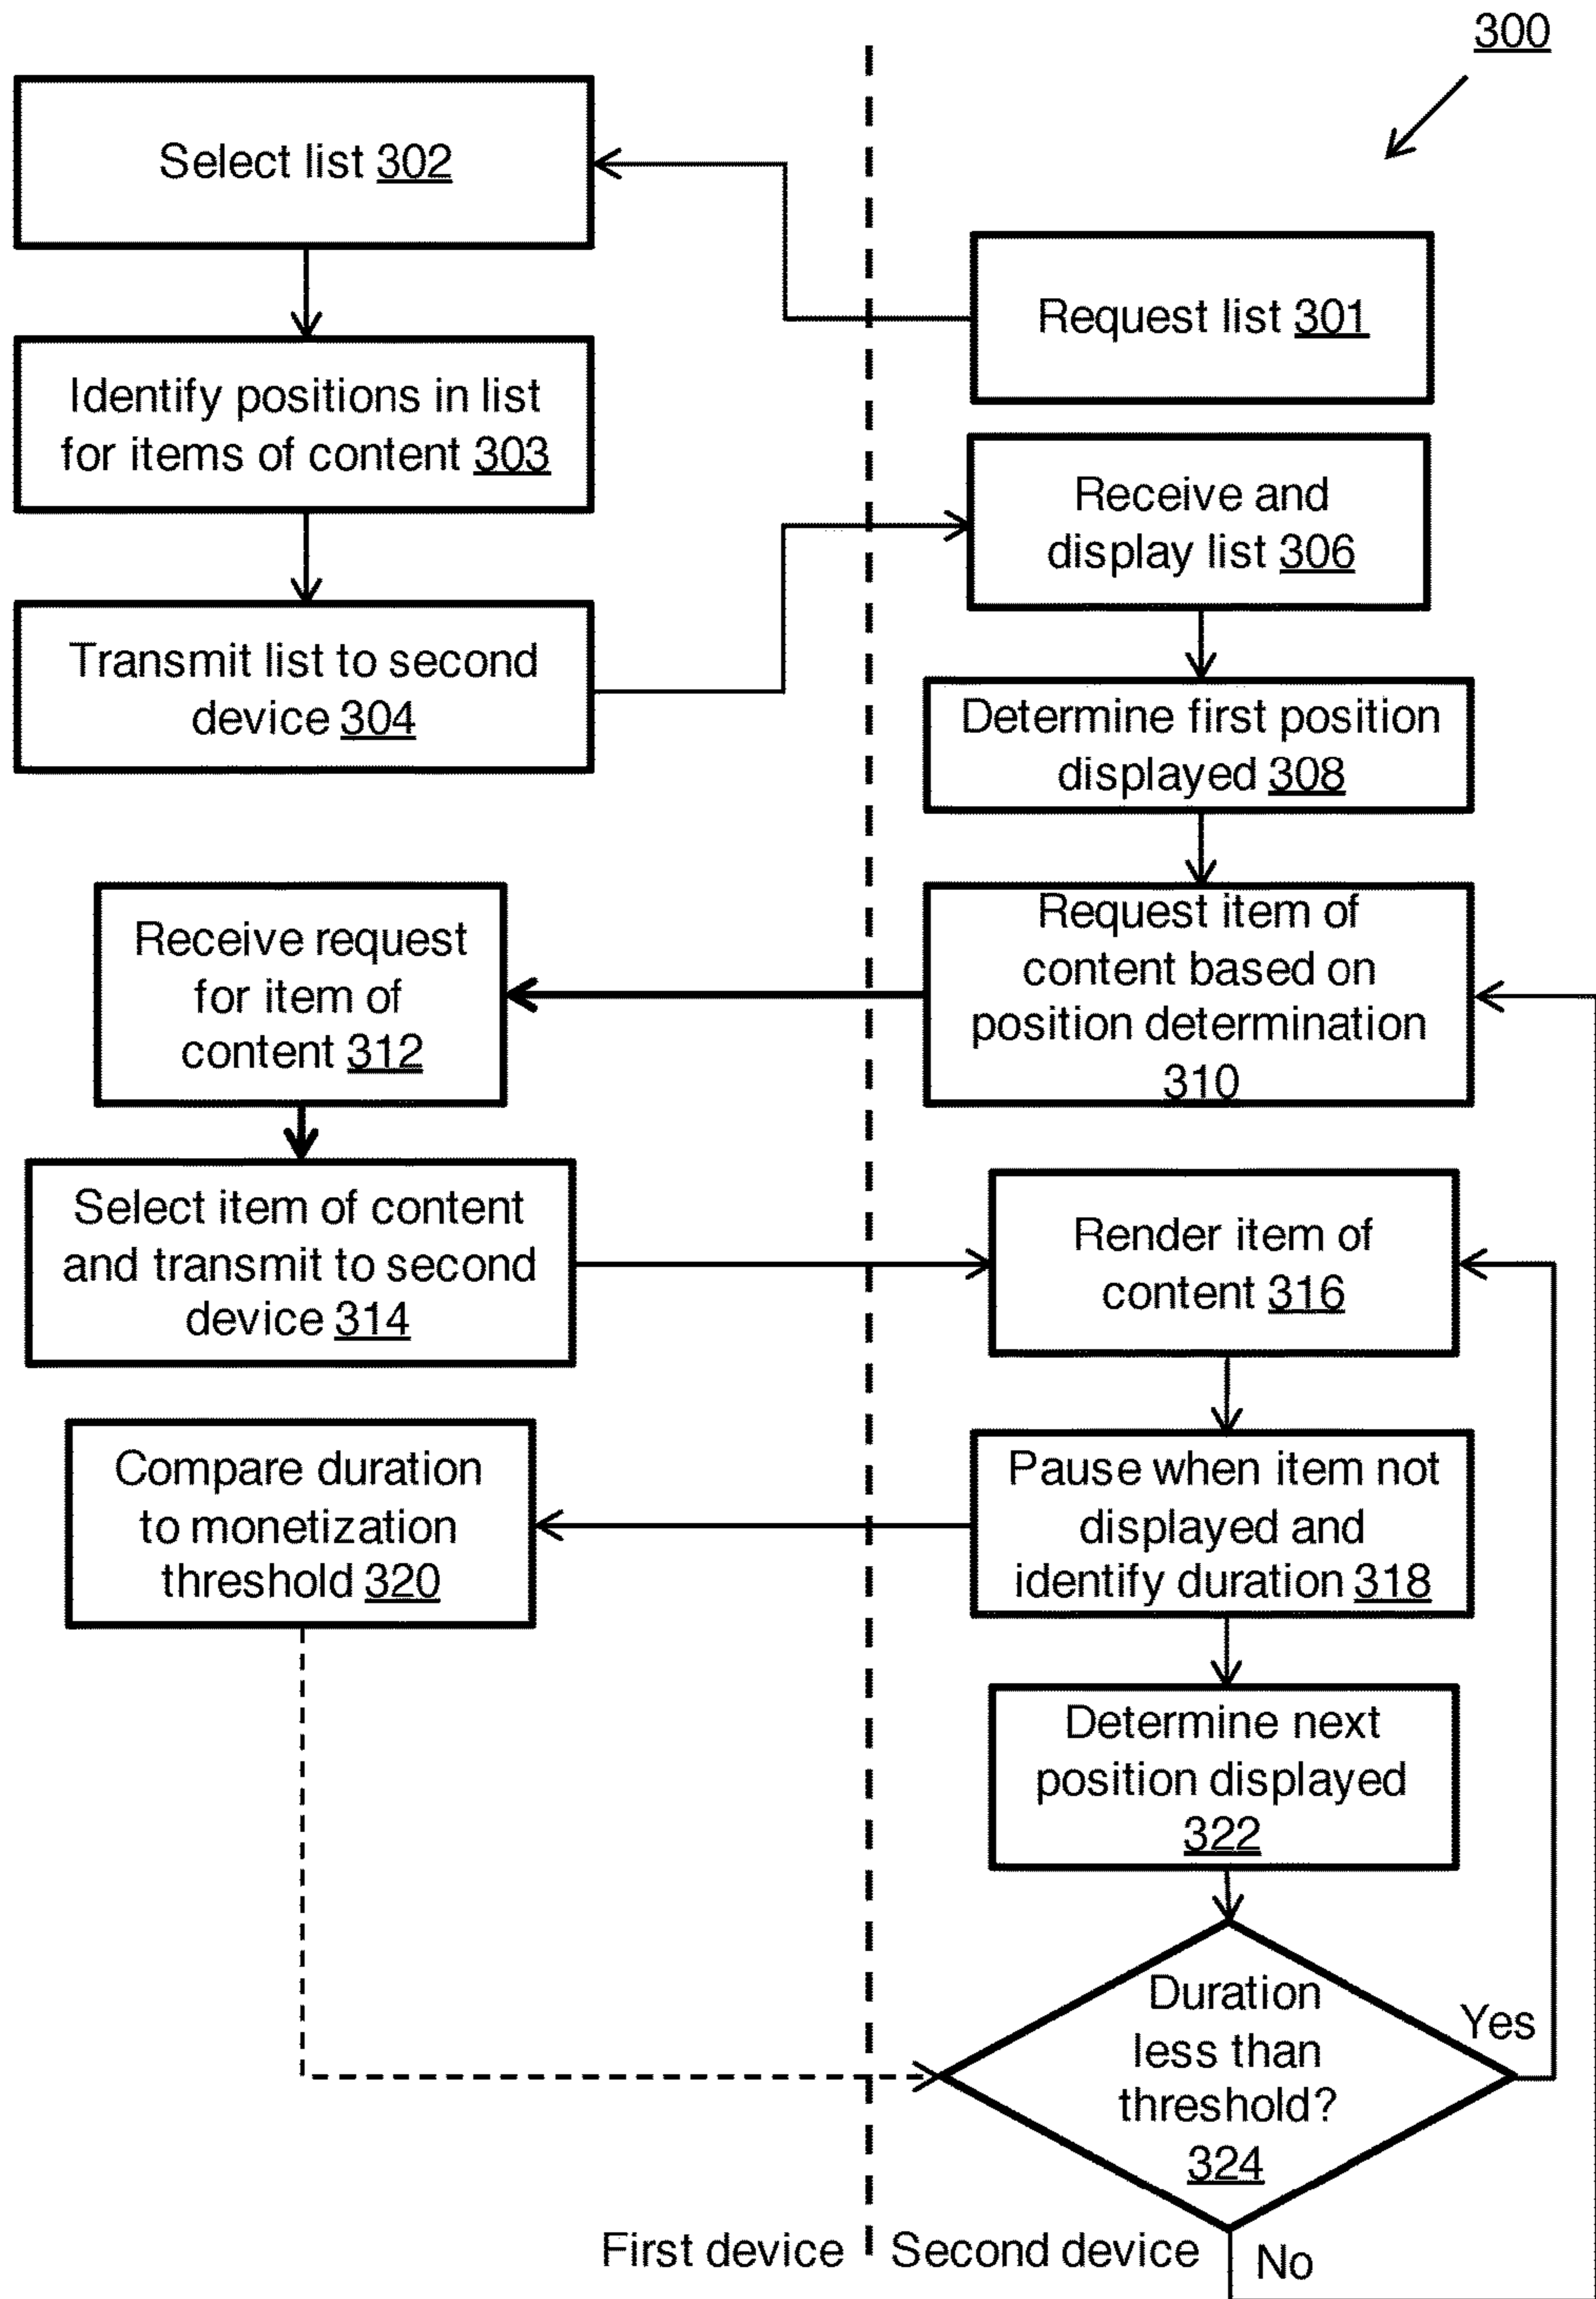 300
Select list 302
Request list 301
Identify positions in list
for items of content 303
Receive and
display list 306
Transmit list to second
device 304
Determine first position
displayed 308
Request item of
content based on
position determination
310
Receive request
for item of
content 312
Select item of content
and transmit to second
device 314
Render item of
content 316
Pause when item not
displayed and
identify duration 318
Compare duration
to monetization
threshold 320
Determine next
position displayed
322
Duration
less than
threshold?
324
Yes
No
First device
Second device